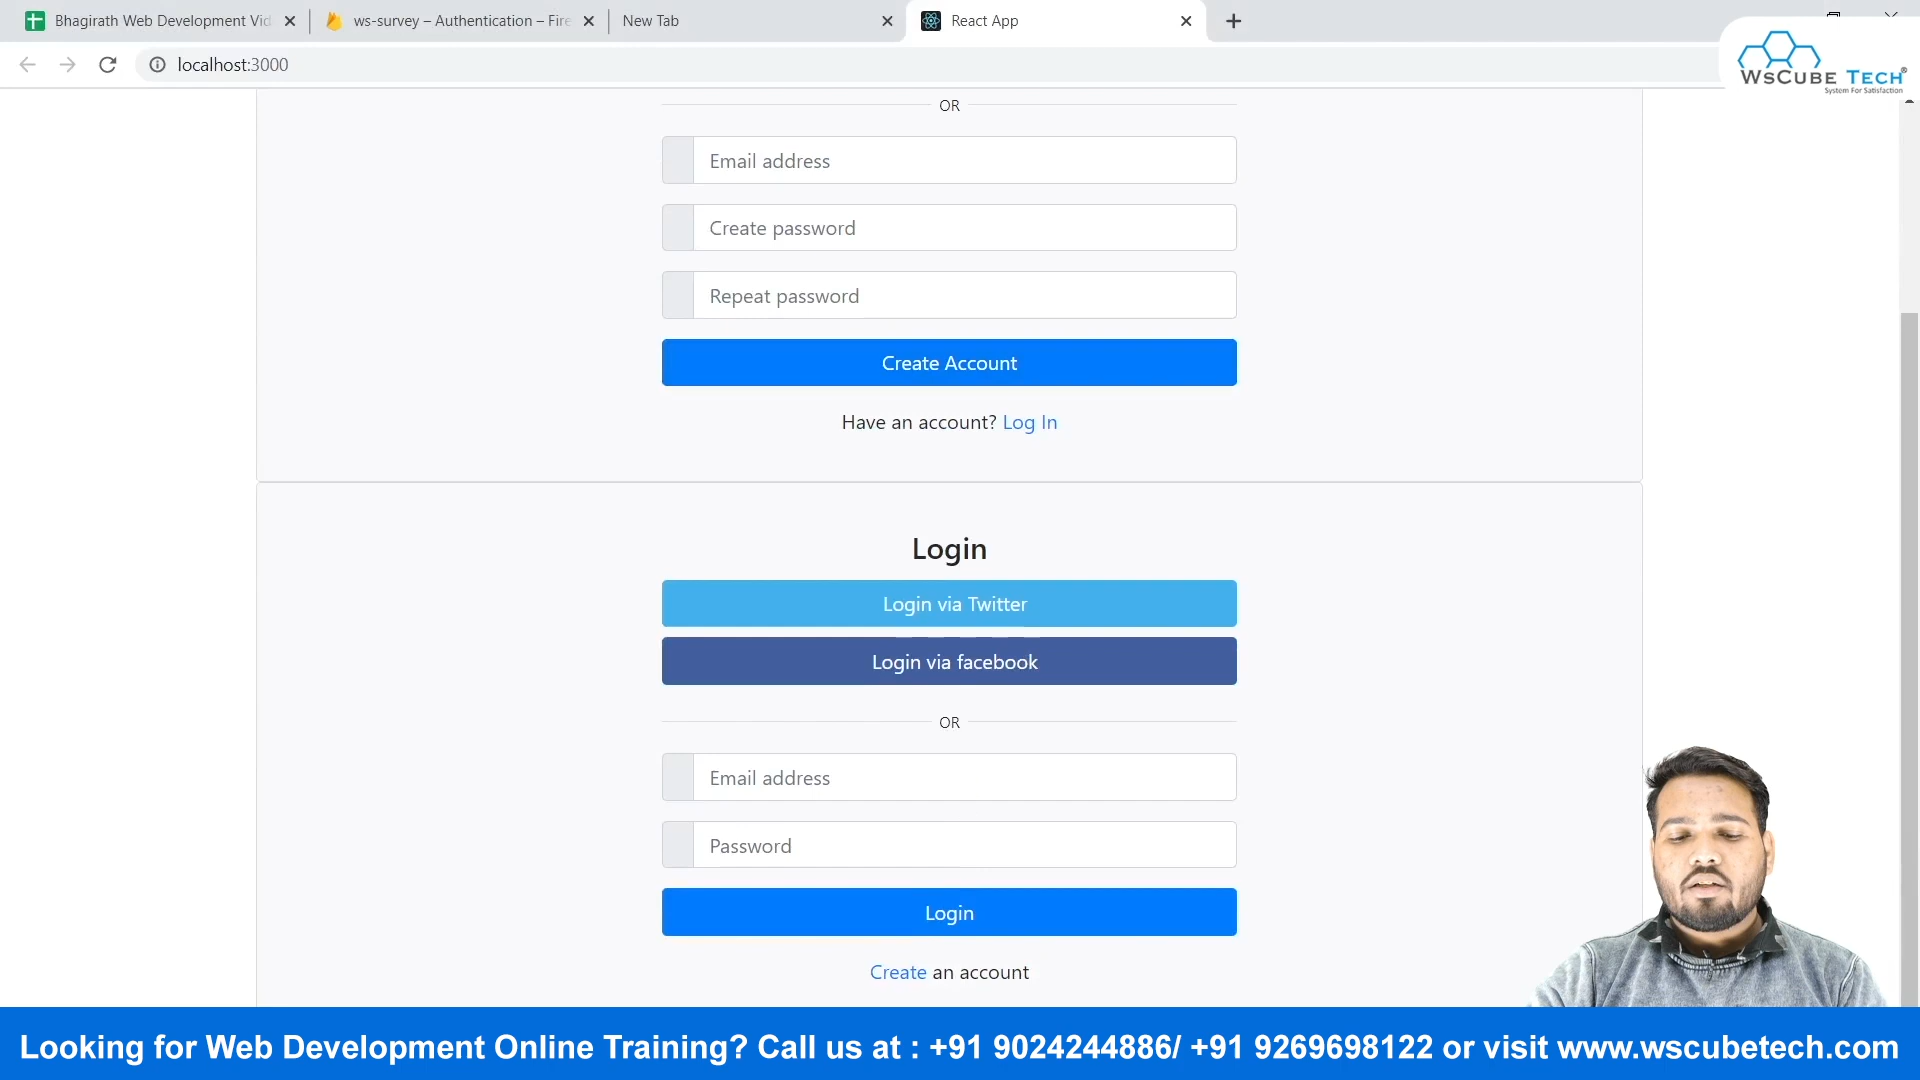 Bhagirath Web Development Vid
ws-survey – Authentication – Fire
New Tab
React App
localhost:3000
WsCube Tech®
System For Satisfaction
OR
Email address
Create password
Repeat password
Create Account
Have an account? Log In
Login
Login via Twitter
Login via facebook
OR
Email address
Password
Login
Create an account
Looking for Web Development Online Training? Call us at : +91 9024244886/ +91 9269698122 or visit www.wscubetech.com